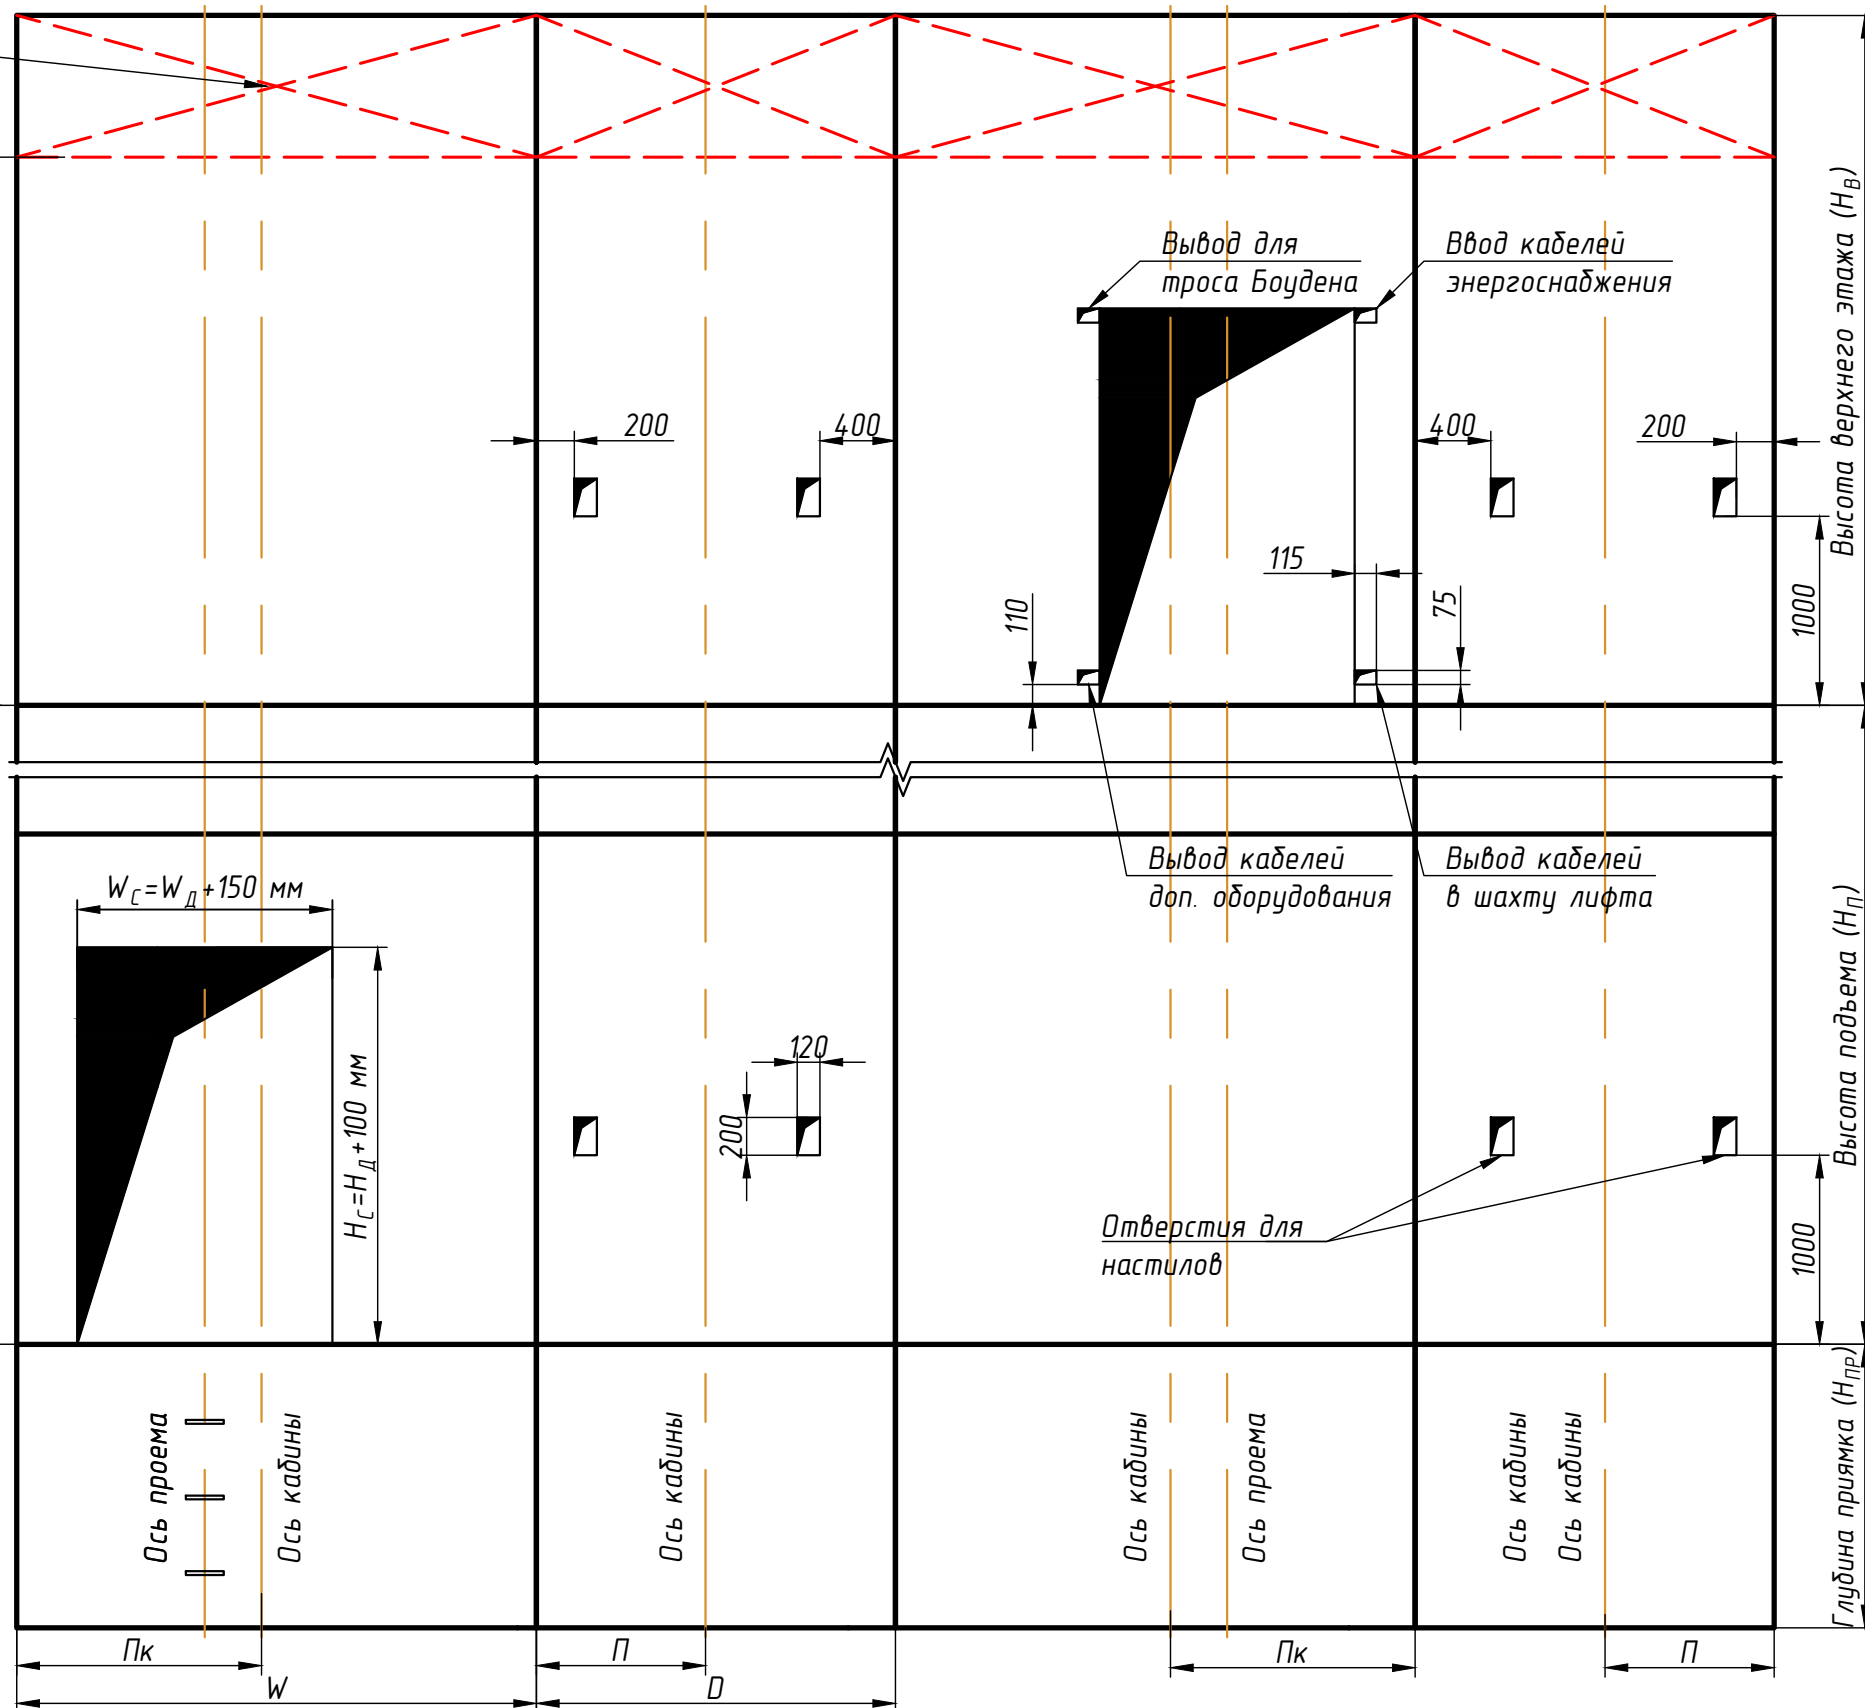 Вывод для
троса Боудена
Ввод кабелей
энергоснабжения
Высота верхнего этажа (HВ)
200
400
400
200
115
110
75
1000
Вывод кабелей
доп. оборудования
Вывод кабелей
в шахту лифта
WС=WД+150 мм
HС=HД+100 мм
120
200
Высота подъема (HП)
Отверстия для
настилов
1000
Ось проема
Ось кабины
Ось кабины
Ось кабины
Ось проема
Ось кабины
Ось кабины
Глубина приямка (HПР)
Пк
П
Пк
П
W
D